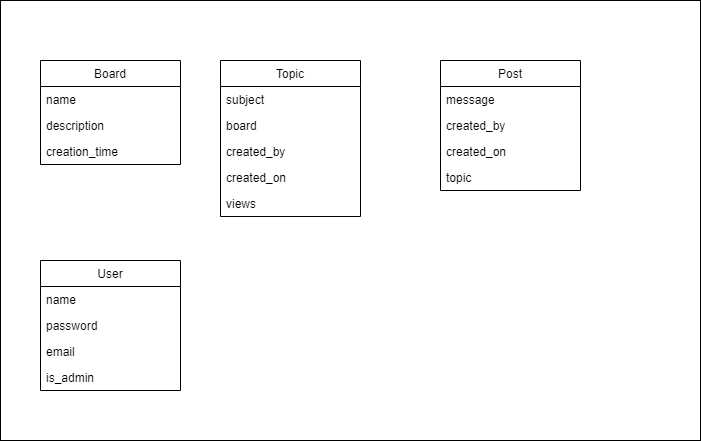 Board
name
description
creation_time
Topic
subject
board
created_by
created_on
views
Post
message
created_by
created_on
topic
User
name
password
email
is_admin